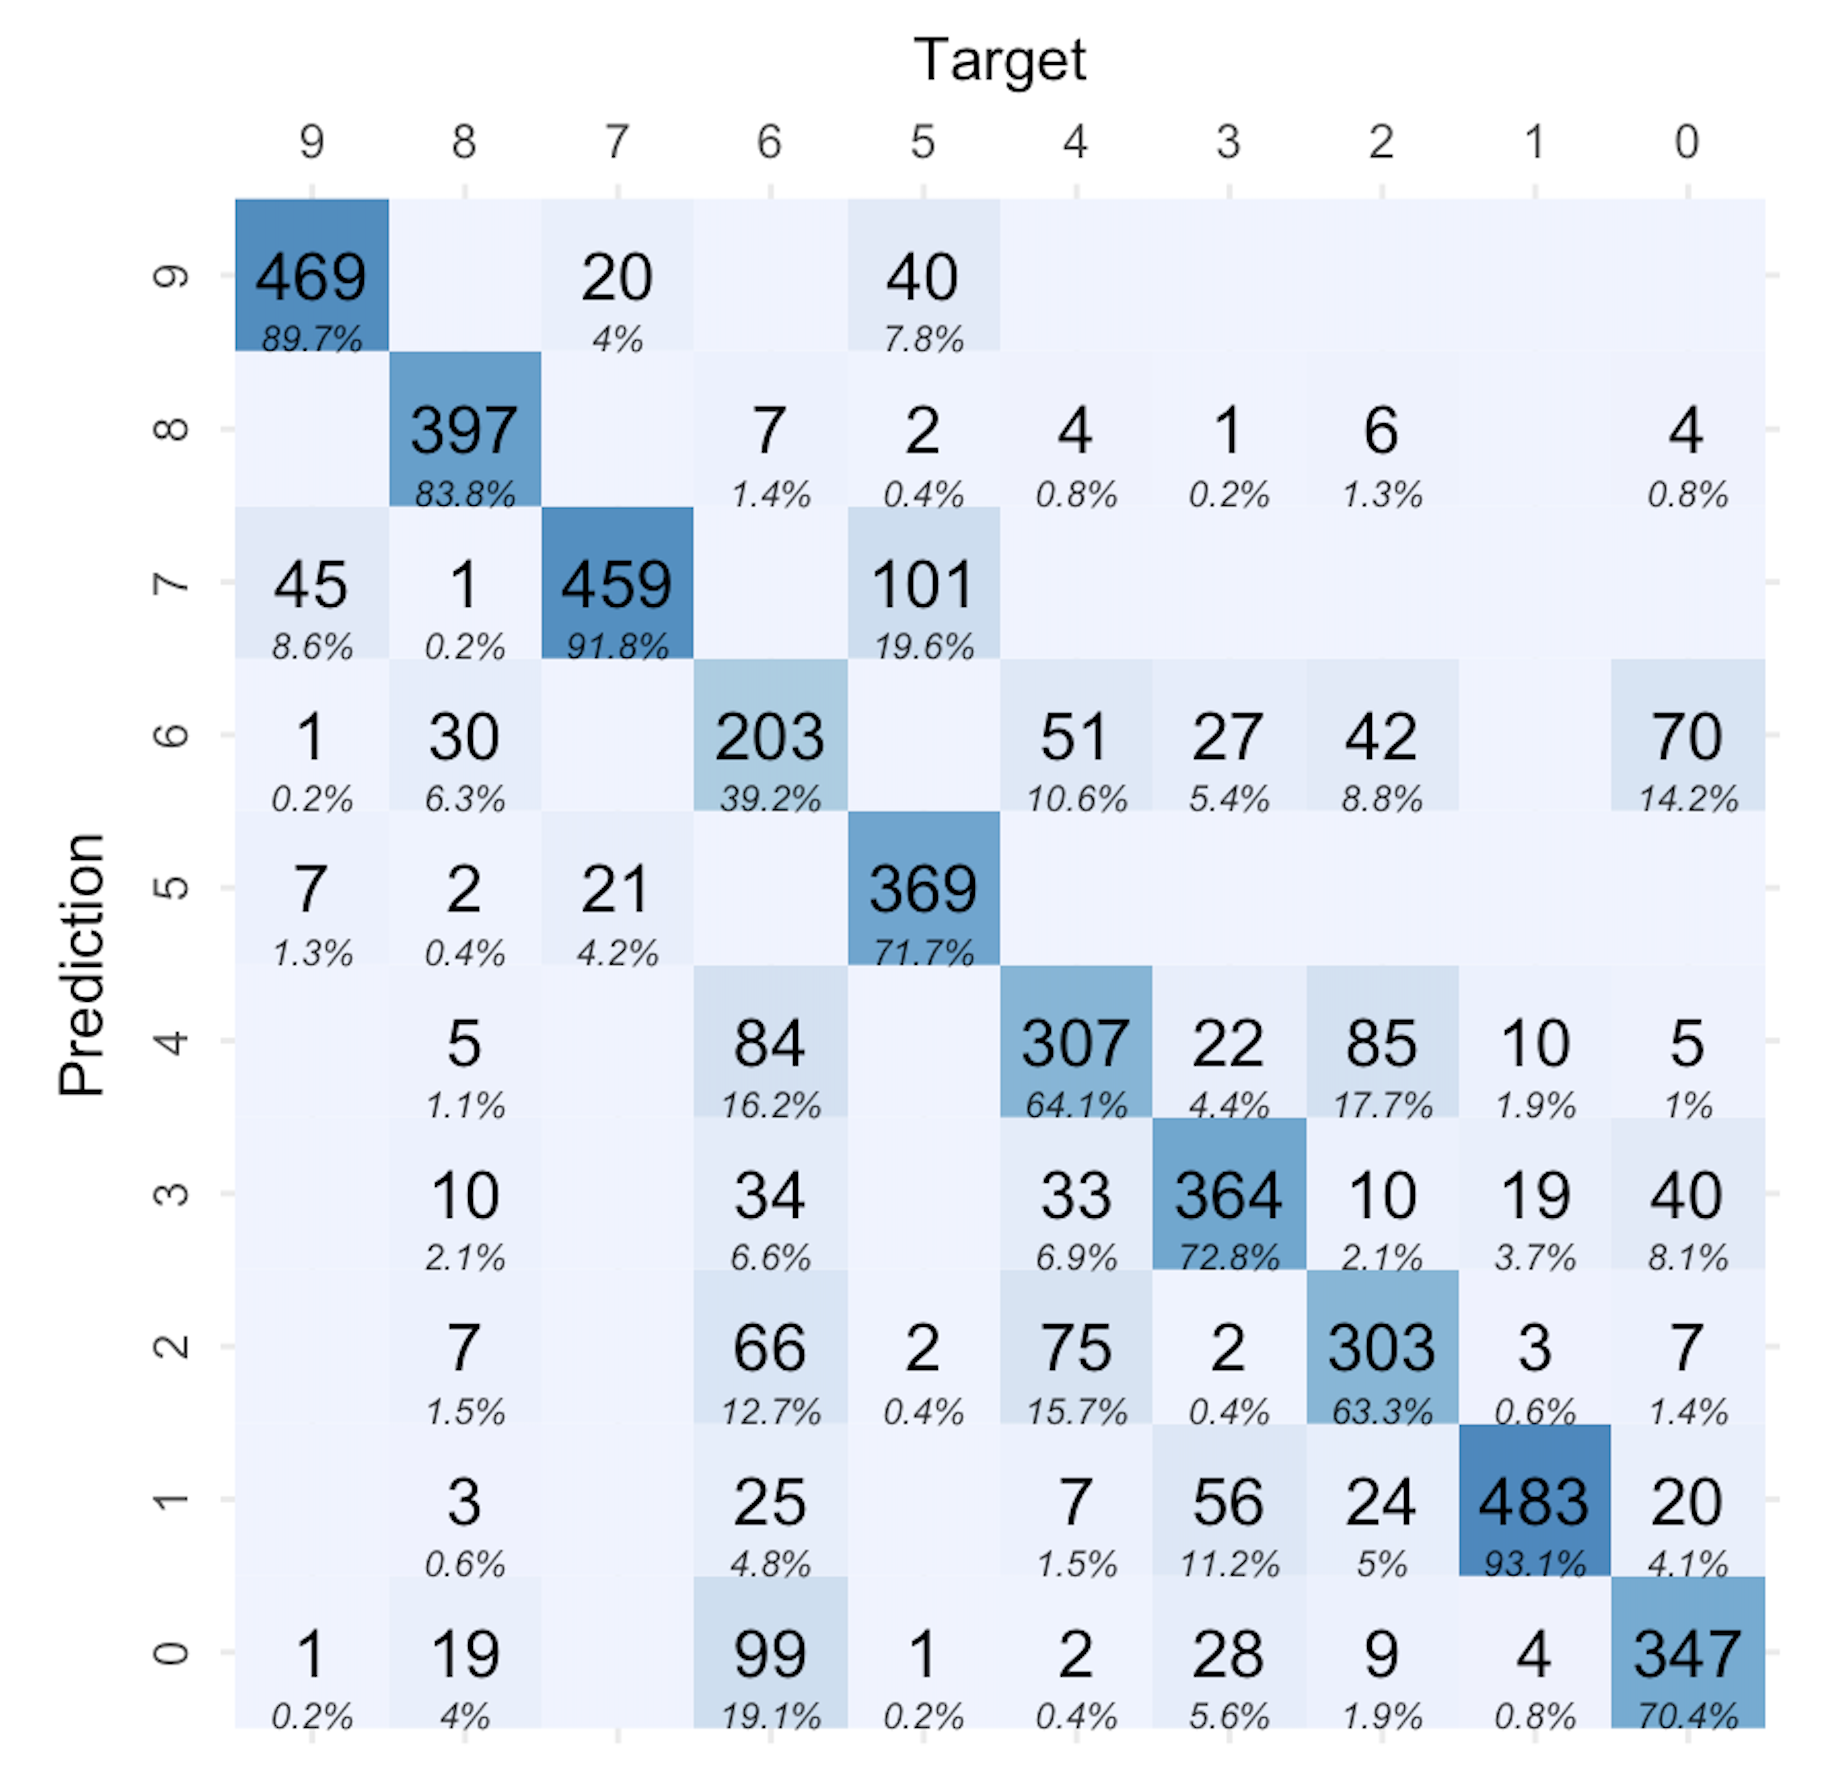 Target
9 8 7 6 5 4 3 2 1 0
9 469 20 40
89.7% 4% 7.8%
8 397 7 2 4 1 6 4
83.8% 1.4% 0.4% 0.8% 0.2% 1.3% 0.8%
7 45 1 459 101
8.6% 0.2% 91.8% 19.6%
6 1 30 203 51 27 42 70
0.2% 6.3% 39.2% 10.6% 5.4% 8.8% 14.2%
Prediction
5 7 2 21 369
1.3% 0.4% 4.2% 71.7%
4 5 84 307 22 85 10 5
1.1% 16.2% 64.1% 4.4% 17.7% 1.9% 1%
3 10 34 33 364 10 19 40
2.1% 6.6% 6.9% 72.8% 2.1% 3.7% 8.1%
2 7 66 2 75 2 303 3 7
1.5% 12.7% 0.4% 15.7% 0.4% 63.3% 0.6% 1.4%
1 3 25 7 56 24 483 20
0.6% 4.8% 1.5% 11.2% 5% 93.1% 4.1%
0 1 19 99 1 2 28 9 4 347
0.2% 4% 19.1% 0.2% 0.4% 5.6% 1.9% 0.8% 70.4%